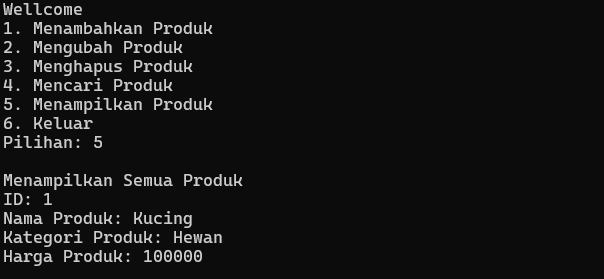 Wellcome
1. Menambahkan Produk
2. Mengubah Produk
3. Menghapus Produk
4. Mencari Produk
5. Menampilkan Produk
6. Keluar
Pilihan: 5

Menampilkan Semua Produk
ID: 1
Nama Produk: Kucing
Kategori Produk: Hewan
Harga Produk: 100000